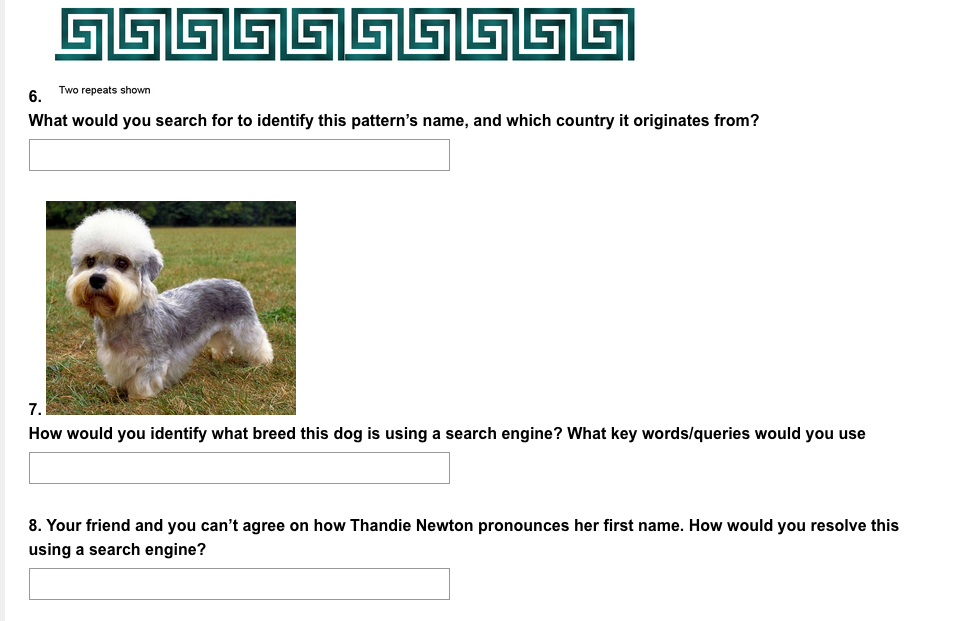 Two repeats shown
6.
What would you search for to identify this pattern’s name, and which country it originates from?
7.
How would you identify what breed this dog is using a search engine? What key words/queries would you use
8. Your friend and you can’t agree on how Thandie Newton pronounces her first name. How would you resolve this
using a search engine?